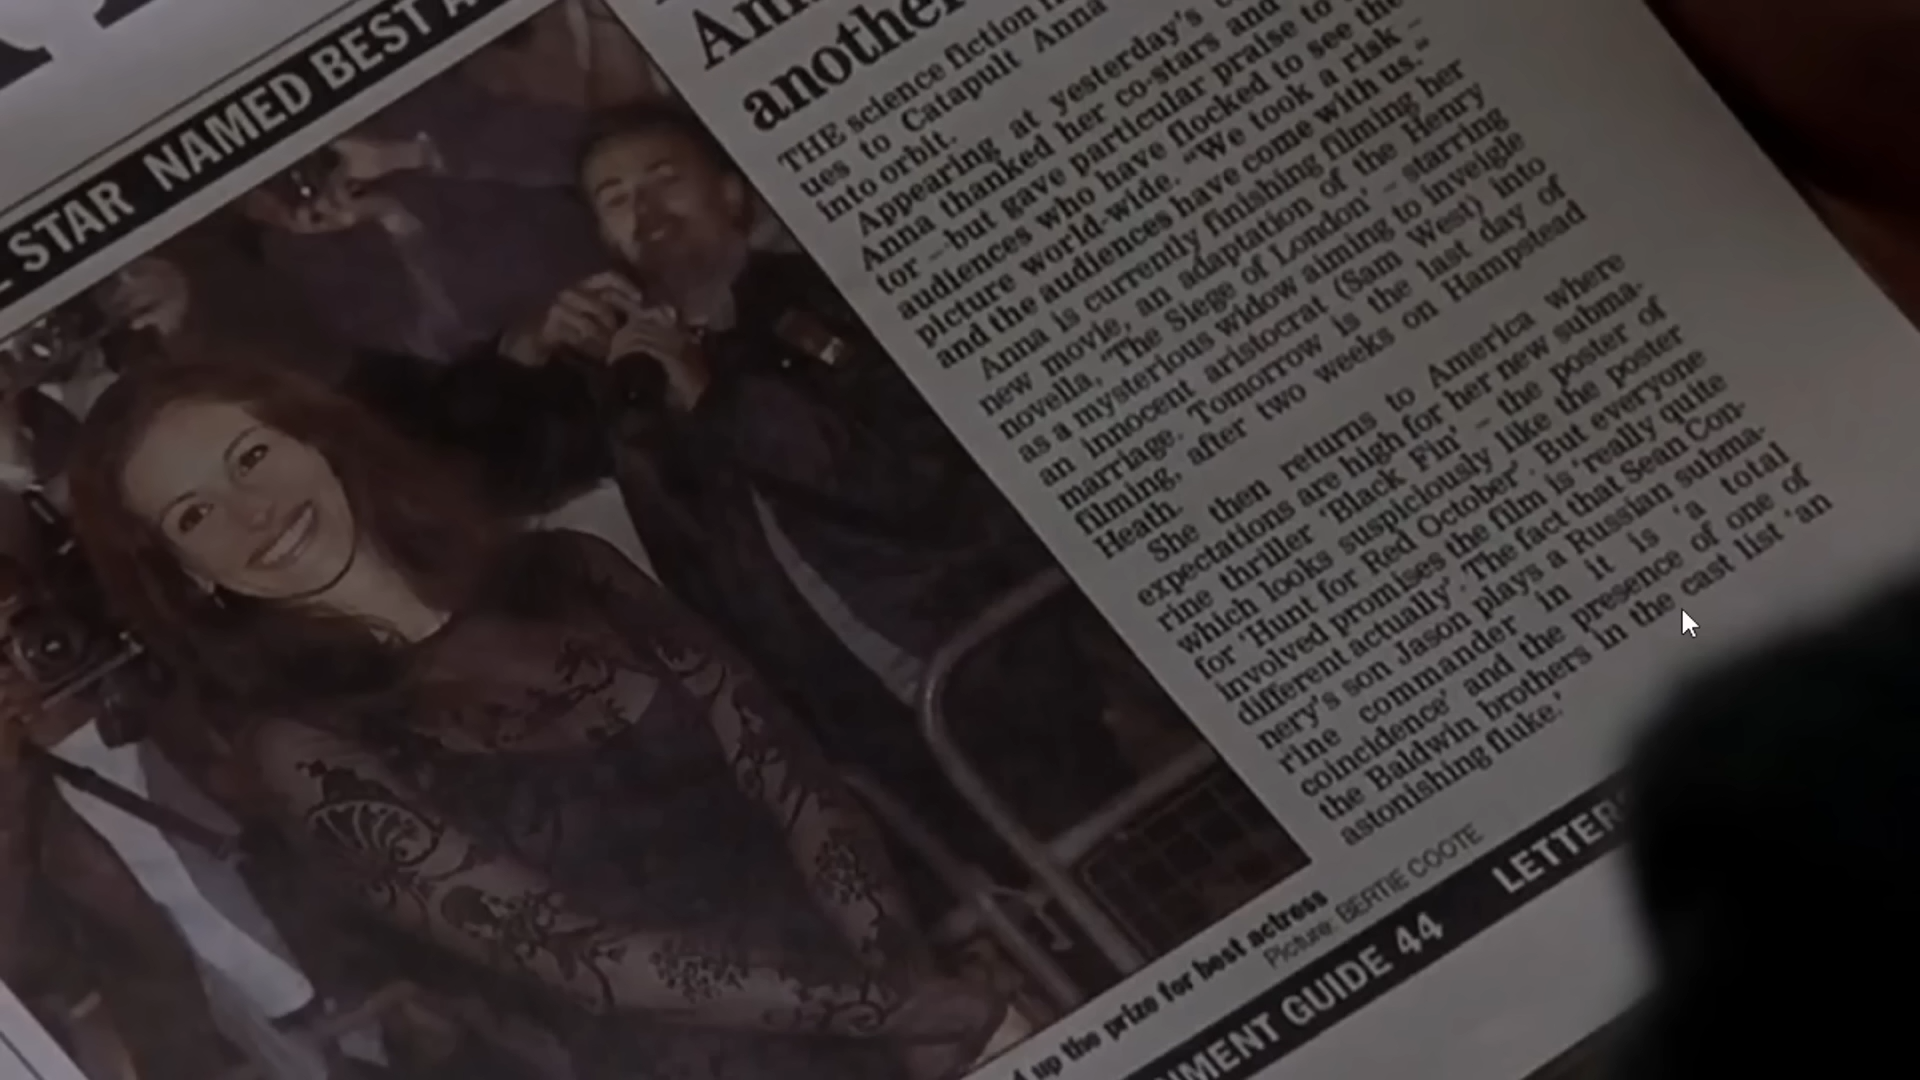 STAR NAMED BEST A
another
THE science fiction
ues to Catapult Anna
into orbit.
Appearing at yesterday's
Anna thanked her co-stars and
tor – but gave particular praise to
audiences who have flocked to see the
picture world-wide. "We took a risk –
and the audiences have come with us."
Anna is currently finishing filming her
new movie, an adaptation of the Henry
novella, 'The Siege of London' – starring
as a mysterious widow aiming to inveigle
an innocent aristocrat (Sam West) into
marriage. Tomorrow is the last day of
filming, after two weeks on Hampstead
Heath.
She then returns to America where
expectations are high for her new subma-
rine thriller 'Black Fin' – the poster of
which looks suspiciously like the poster
for 'Hunt for Red October'. But everyone
involved promises the film is 'really quite
different actually'. The fact that Sean Con-
nery's son Jason plays a Russian subma-
rine commander in it is 'a total
coincidence' and the presence of one of
the Baldwin brothers in the cast list 'an
astonishing fluke.'
up the prize for best actress
Picture: BERTIE COOTE
NMENT GUIDE 44 LETTERS